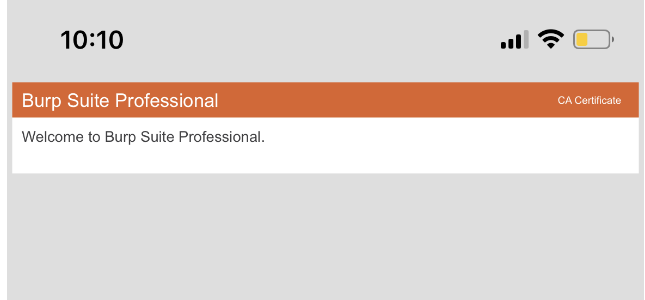 10:10
Burp Suite Professional CA Certificate
Welcome to Burp Suite Professional.